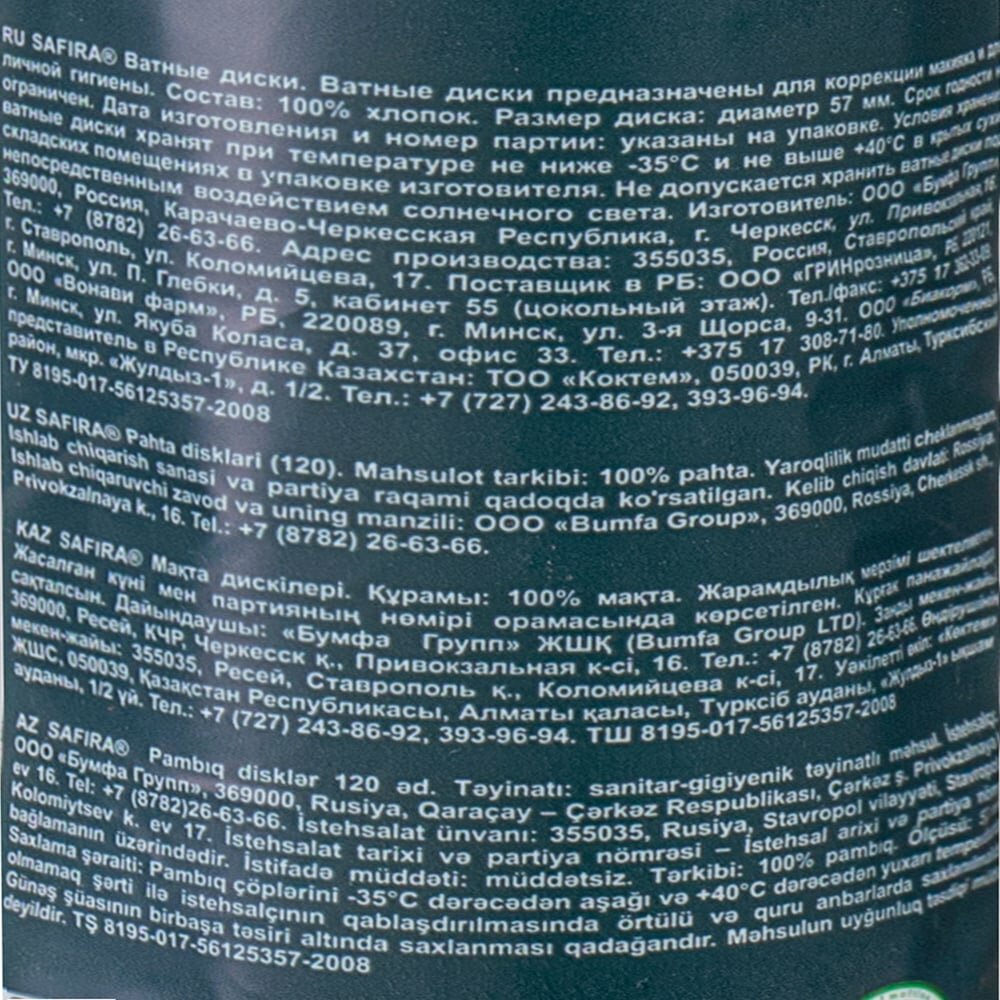 RU SAFIRA® Ватные диски. Ватные диски предназначены для коррекции макияжа и
личной гигиены. Состав: 100% хлопок. Размер диска: диаметр 57 мм. Срок годности
ограничен. Дата изготовления и номер партии: указаны на упаковке. Условия хранения
ватные диски хранят при температуре не ниже -35°С и не выше +40°С в крытых сухих
складских помещениях в упаковке изготовителя. Не допускается хранить ватные диски под
непосредственным воздействием солнечного света. Изготовитель: ООО «Бумфа Групп»
369000, Россия, Карачаево-Черкесская Республика, г. Черкесск, ул. Привокзальная, 16
Тел.: +7 (8782) 26-63-66. Адрес производства: 355035, Россия, Ставропольский край,
г. Ставрополь, ул. Коломийцева, 17. Поставщик в РБ: ООО «ГРИНрозница», РБ, 220121,
г. Минск, ул. П. Глебки, д. 5, кабинет 55 (цокольный этаж). Тел./факс: +375 17
ООО «Вонави фарм», РБ. 220089, г. Минск, ул. 3-я Щорса, 9-31. ООО «Биаком», РБ,
г. Минск, ул. Якуба Коласа, д. 37, офис 33. Тел.: +375 17 308-71-80. Уполномоченный
представитель в Республике Казахстан: ТОО «Коктем», 050039, РК, г. Алматы, Турксибский
район, мкр. «Жулдыз-1», д. 1/2. Тел.: +7 (727) 243-86-92, 393-96-94.
ТУ 8195-017-56125357-2008
UZ SAFIRA® Pahta disklari (120). Mahsulot tarkibi: 100% pahta. Yaroqlilik mudatti cheklanmagan.
Ishlab chiqarish sanasi va partiya raqami qadoqda ko'rsatilgan. Kelib chiqish davlat: Rossiya.
Ishlab chiqaruvchi zavod va uning manzili: ООО «Bumfa Group», 369000, Rossiya, Cherkessk sh.,
Privokzalnaya k., 16. Tel.: +7 (8782) 26-63-66.
KAZ SAFIRA® Мақта дискілері. Құрамы: 100% мақта. Жарамдылық мерзімі шектелмеген
Жасалған күні мен партияның нөмірі орамасында көрсетілген. Құрғақ панажайларда
сақталсын. Дайындаушы: «Бумфа Групп» ЖШҚ (Bumfa Group LTD). Заңды мекен-жайы:
369000, Ресей, КЧР, Черкесск қ., Привокзальная к-сі, 16. Тел.: +7 (8782) 26-63-66. Өндірушінің
мекен-жайы: 355035, Ресей, Ставрополь қ., Коломийцева к-сі, 17. Уәкілетті өкіл: «Коктем»
ЖШС, 050039, Қазақстан Республикасы, Алматы қаласы, Түрксіб ауданы, «Жулдыз-1» ықшам
ауданы, 1/2 үй. Тел.: +7 (727) 243-86-92, 393-96-94. ТШ 8195-017-56125357-2008
AZ SAFIRA® Pambıq disklər 120 əd. Təyinatı: sanitar-gigiyenik təyinatlı məhsul. İstehsalçı:
ООО «Бумфа Групп», 369000, Rusiya, Qaraçay – Çərkəz Respublikası, Çərkəz ş. Privokzalnaya
ev 16. Tel: +7 (8782)26-63-66. İstehsalat ünvanı: 355035, Rusiya, Stavropol vilayyəti, Stavropol
Kolomiytsev k. ev 17. İstehsalat tarixi və partiya nömrəsi – İstehsal arixi və partiya
bağlamanın üzərindədir. İstifadə müddəti: müddətsiz. Tərkibi: 100% pambıq. Ölçüsü:
Saxlama şəraiti: Pambıq çöplərini -35°C dərəcədən aşağı və +40°C dərəcədən yuxarı
olmamaq şərti ilə istehsalçının qablaşdırılmasında örtülü və quru anbarlarda
Günəş şüasının birbaşa təsiri altında saxlanması qadağandır. Məhsulun uyğunluq təsdiqi
deyildir. TŞ 8195-017-56125357-2008